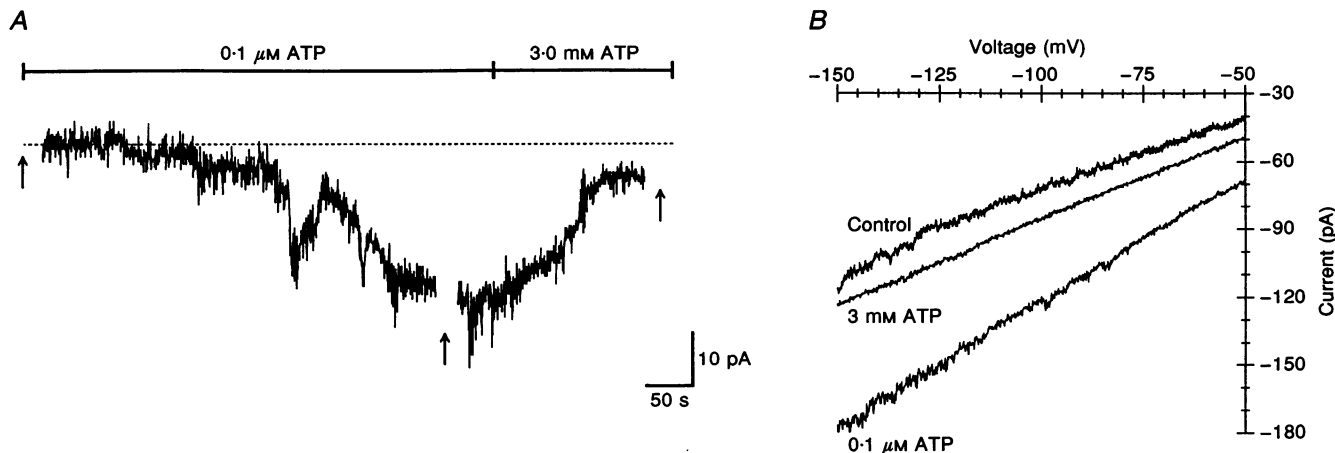 A
0·1 μM ATP
3·0 mM ATP
10 pA
50 s
B
Voltage (mV)
−150
−125
−100
−75
−50
−30
−60
−90
−120
−150
−180
Current (pA)
Control
3 mM ATP
0·1 μM ATP